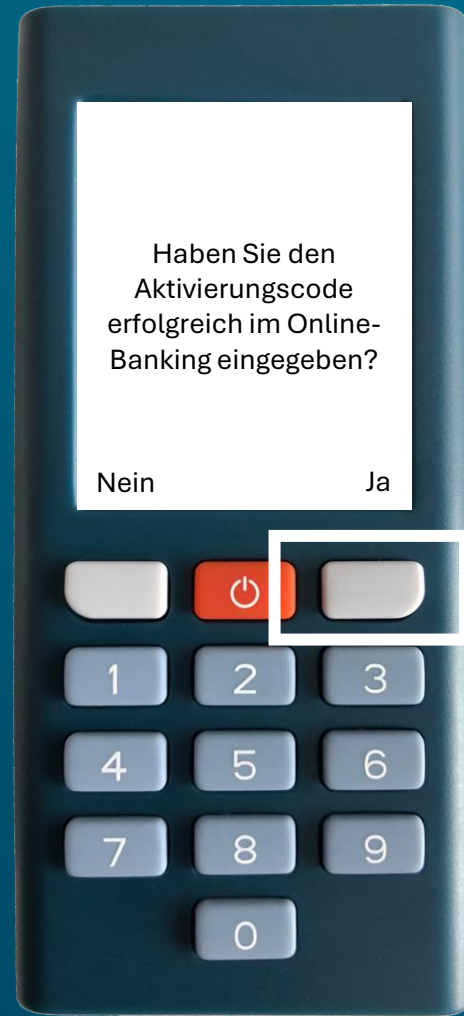 Haben Sie den
Aktivierungscode
erfolgreich im Online-
Banking eingegeben?
Nein Ja
1 2 3
4 5 6
7 8 9
0